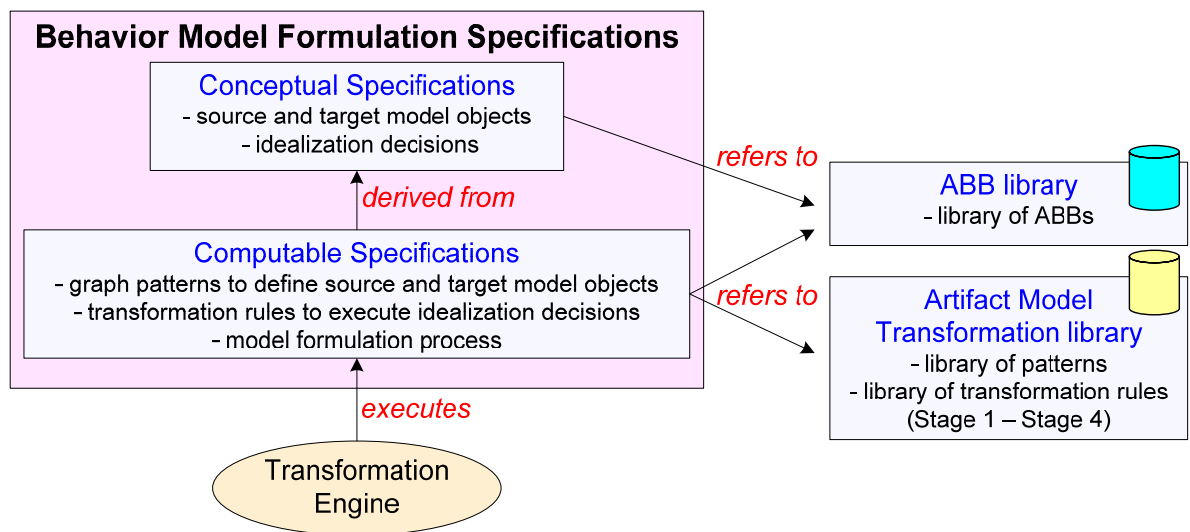 Behavior Model Formulation Specifications
Conceptual Specifications
- source and target model objects
- idealization decisions
refers to
derived from
ABB library
- library of ABBs
Computable Specifications
- graph patterns to define source and target model objects
- transformation rules to execute idealization decisions
- model formulation process
refers to
Artifact Model
Transformation library
- library of patterns
- library of transformation rules
(Stage 1 – Stage 4)
executes
Transformation
Engine